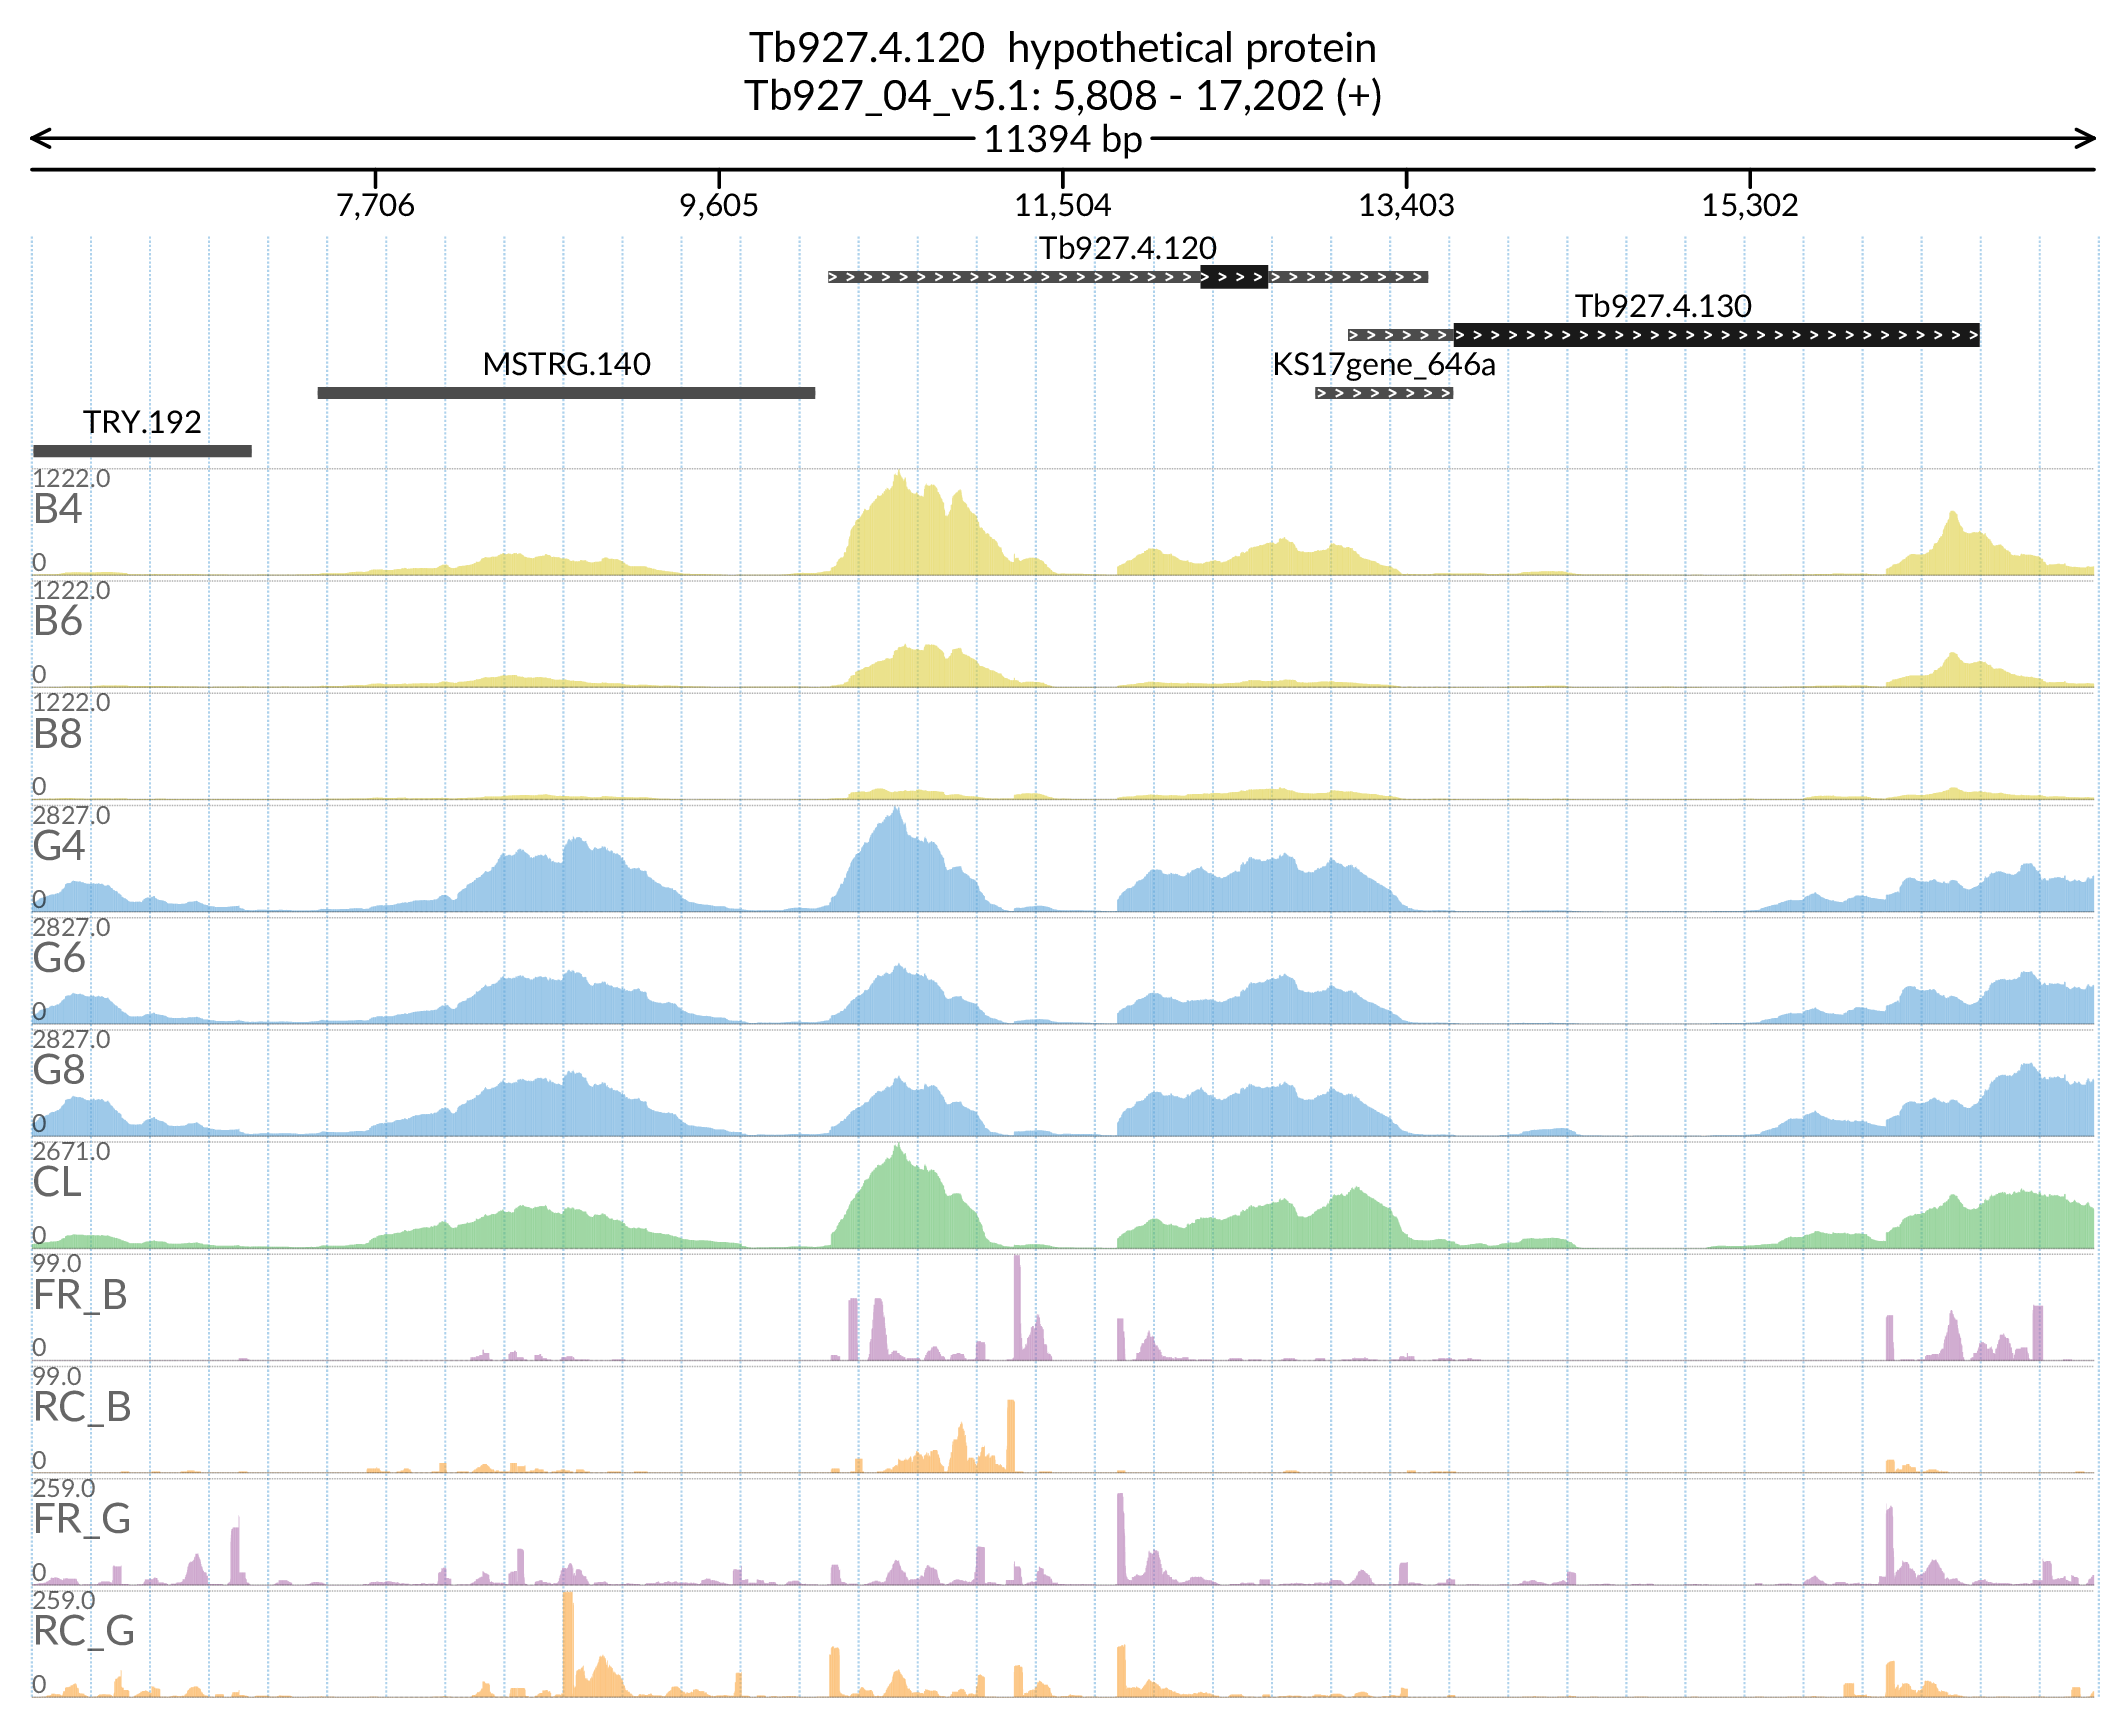 Tb927.4.120  hypothetical protein
Tb927_04_v5.1: 5,808 - 17,202 (+)
11394 bp
7,706 9,605 11,504 13,403 15,302
Tb927.4.120
Tb927.4.130
MSTRG.140 KS17gene_646a
TRY.192
1222.0
B4
0
1222.0
B6
0
1222.0
B8
0
2827.0
G4
0
2827.0
G6
0
2827.0
G8
0
2671.0
CL
0
99.0
FR_B
0
99.0
RC_B
0
259.0
FR_G
0
259.0
RC_G
0